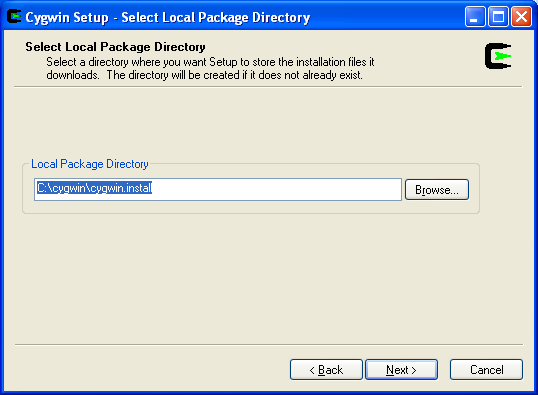 Cygwin Setup - Select Local Package Directory
Select Local Package Directory
Select a directory where you want Setup to store the installation files it
downloads. The directory will be created if it does not already exist.
Local Package Directory
C:\cygwin\cygwin.install
Browse...
< Back
Next >
Cancel